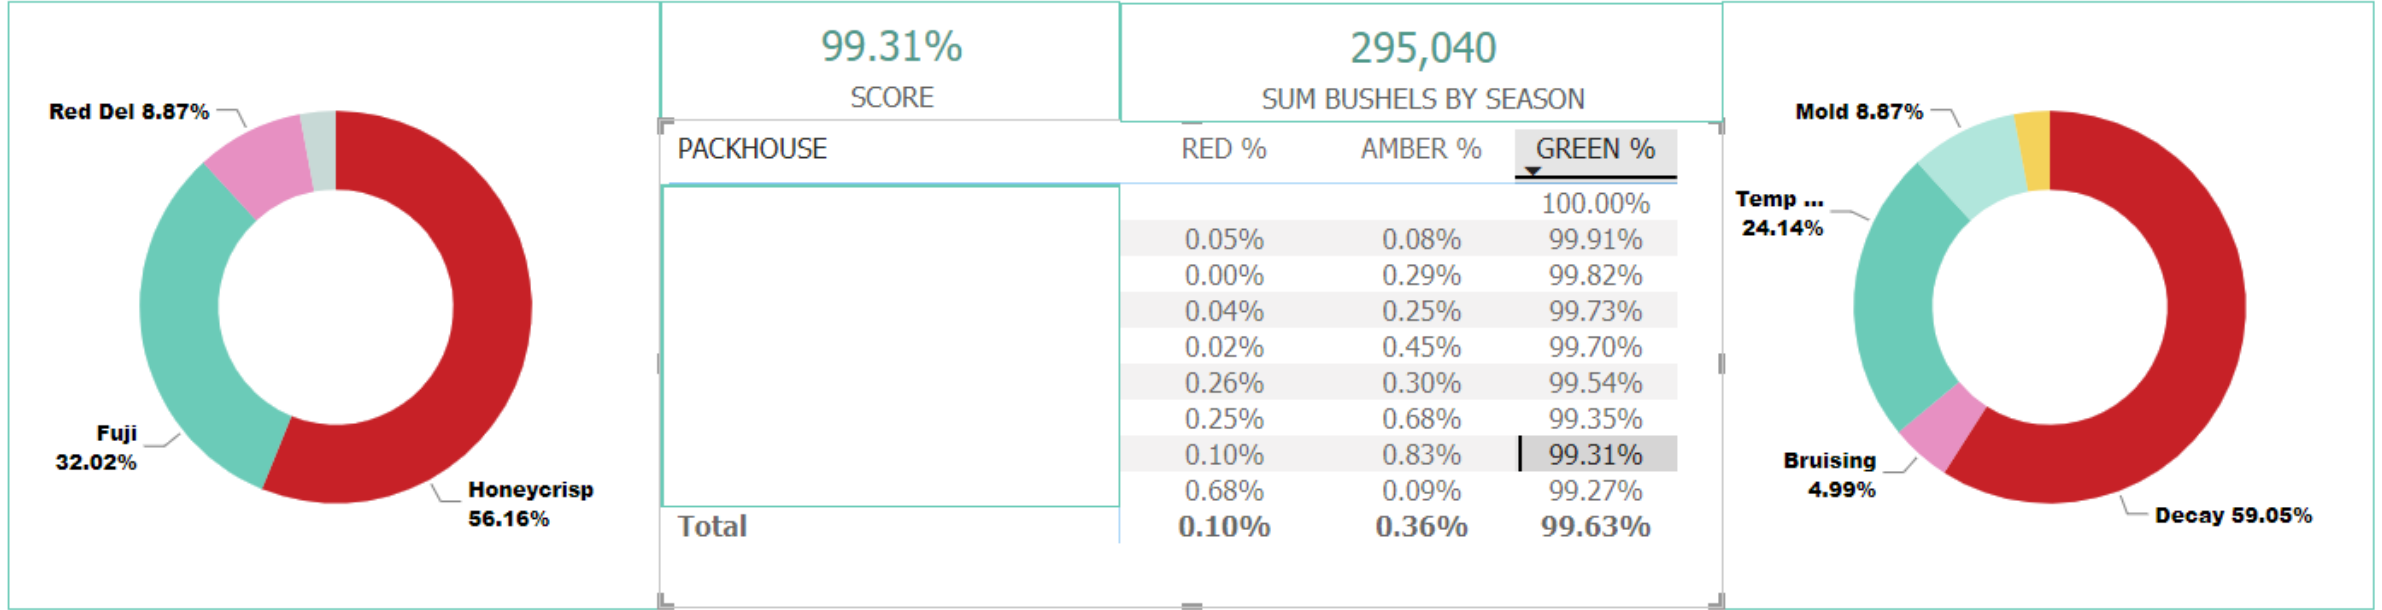 Red Del 8.87%
Fuji
32.02%
Honeycrisp
56.16%
99.31%
SCORE
295,040
SUM BUSHELS BY SEASON
PACKHOUSE RED % AMBER % GREEN %
100.00%
0.05% 0.08% 99.91%
0.00% 0.29% 99.82%
0.04% 0.25% 99.73%
0.02% 0.45% 99.70%
0.26% 0.30% 99.54%
0.25% 0.68% 99.35%
0.10% 0.83% 99.31%
0.68% 0.09% 99.27%
Total 0.10% 0.36% 99.63%
Mold 8.87%
Temp ...
24.14%
Bruising
4.99%
Decay 59.05%